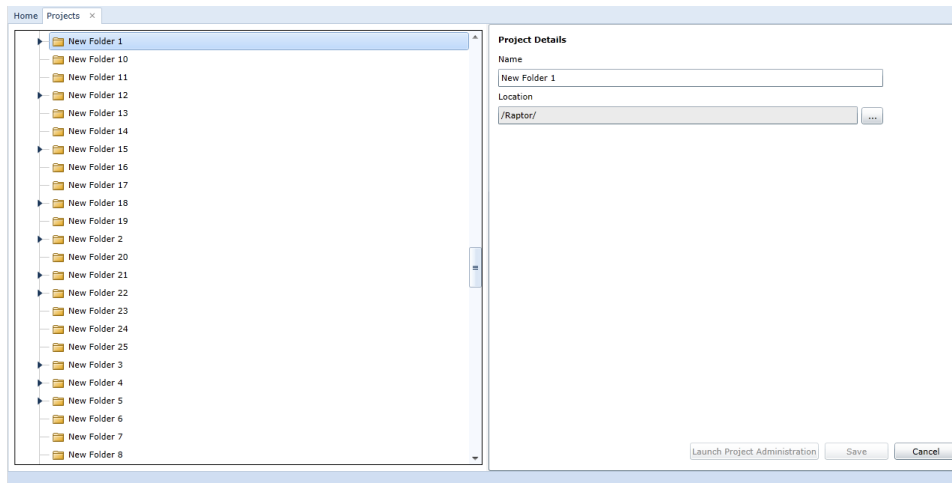 Home Projects ×
New Folder 1
New Folder 10
New Folder 11
New Folder 12
New Folder 13
New Folder 14
New Folder 15
New Folder 16
New Folder 17
New Folder 18
New Folder 19
New Folder 2
New Folder 20
New Folder 21
New Folder 22
New Folder 23
New Folder 24
New Folder 25
New Folder 3
New Folder 4
New Folder 5
New Folder 6
New Folder 7
New Folder 8
Project Details
Name
New Folder 1
Location
/Raptor/
...
Launch Project Administration Save Cancel